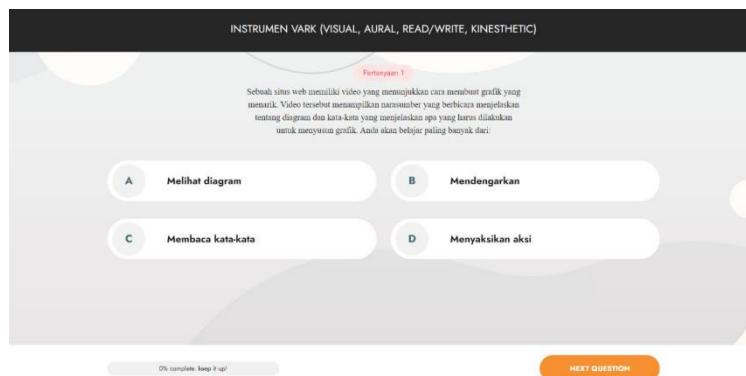 INSTRUMEN VARK (VISUAL, AURAL, READ/WRITE, KINESTHETIC)
Pertanyaan 1
Sebuah situs web memiliki video yang menunjukkan cara membuat grafik yang
menarik. Video tersebut menampilkan narasumber yang berbicara menjelaskan
tentang diagram dan kata-kata yang menjelaskan apa yang harus dilakukan
untuk menyusun grafik. Anda akan belajar paling banyak dari:
A Melihat diagram
B Mendengarkan
C Membaca kata-kata
D Menyaksikan aksi
0% complete. keep it up!
NEXT QUESTION